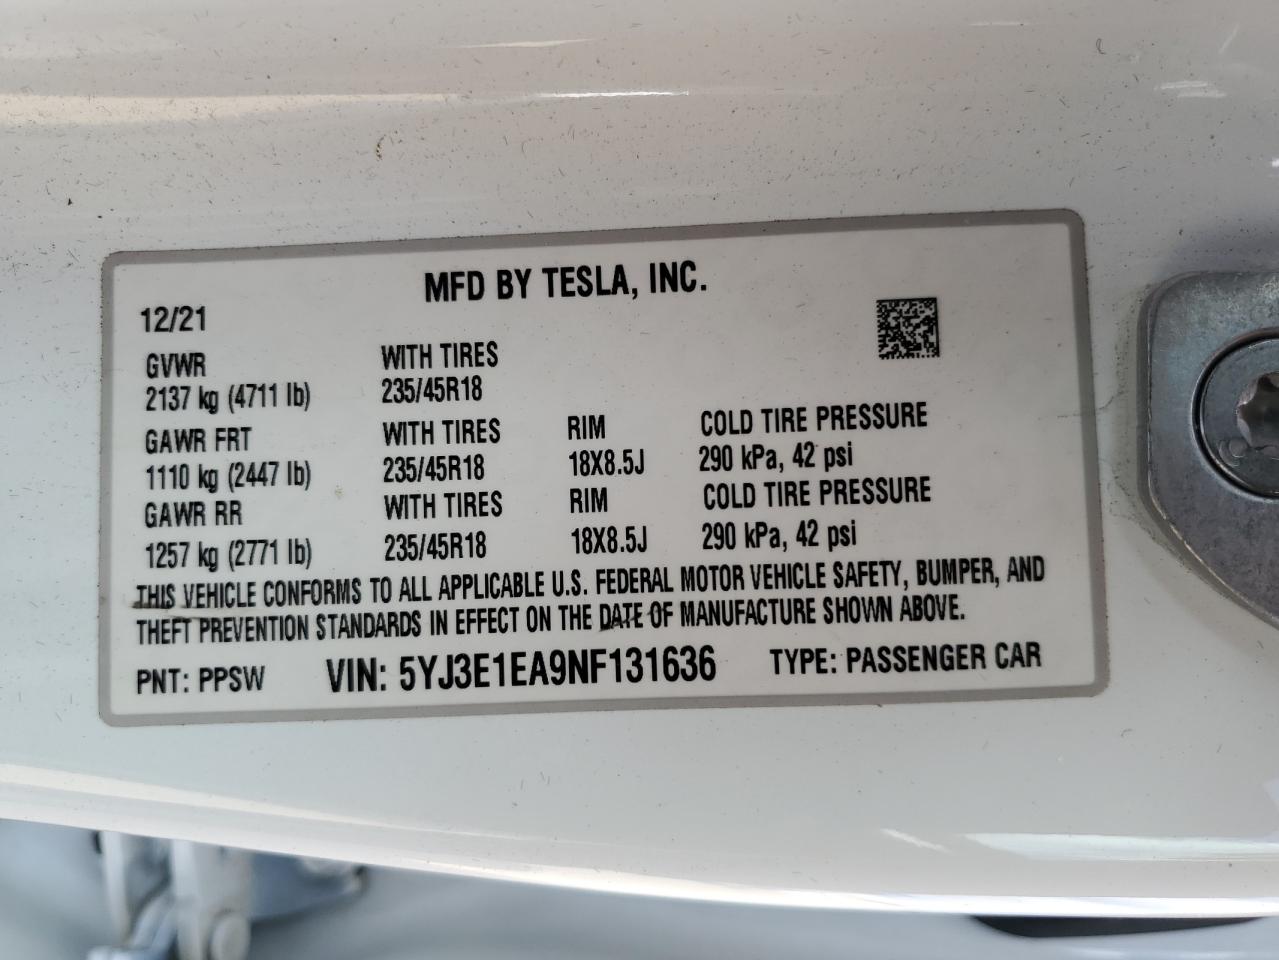 MFD BY TESLA, INC.
12/21
GVWR WITH TIRES
2137 kg (4711 lb) 235/45R18
GAWR FRT WITH TIRES RIM COLD TIRE PRESSURE
1110 kg (2447 lb) 235/45R18 18X8.5J 290 kPa, 42 psi
GAWR RR WITH TIRES RIM COLD TIRE PRESSURE
1257 kg (2771 lb) 235/45R18 18X8.5J 290 kPa, 42 psi
THIS VEHICLE CONFORMS TO ALL APPLICABLE U.S. FEDERAL MOTOR VEHICLE SAFETY, BUMPER, AND
THEFT PREVENTION STANDARDS IN EFFECT ON THE DATE OF MANUFACTURE SHOWN ABOVE.
PNT: PPSW VIN: 5YJ3E1EA9NF131636 TYPE: PASSENGER CAR